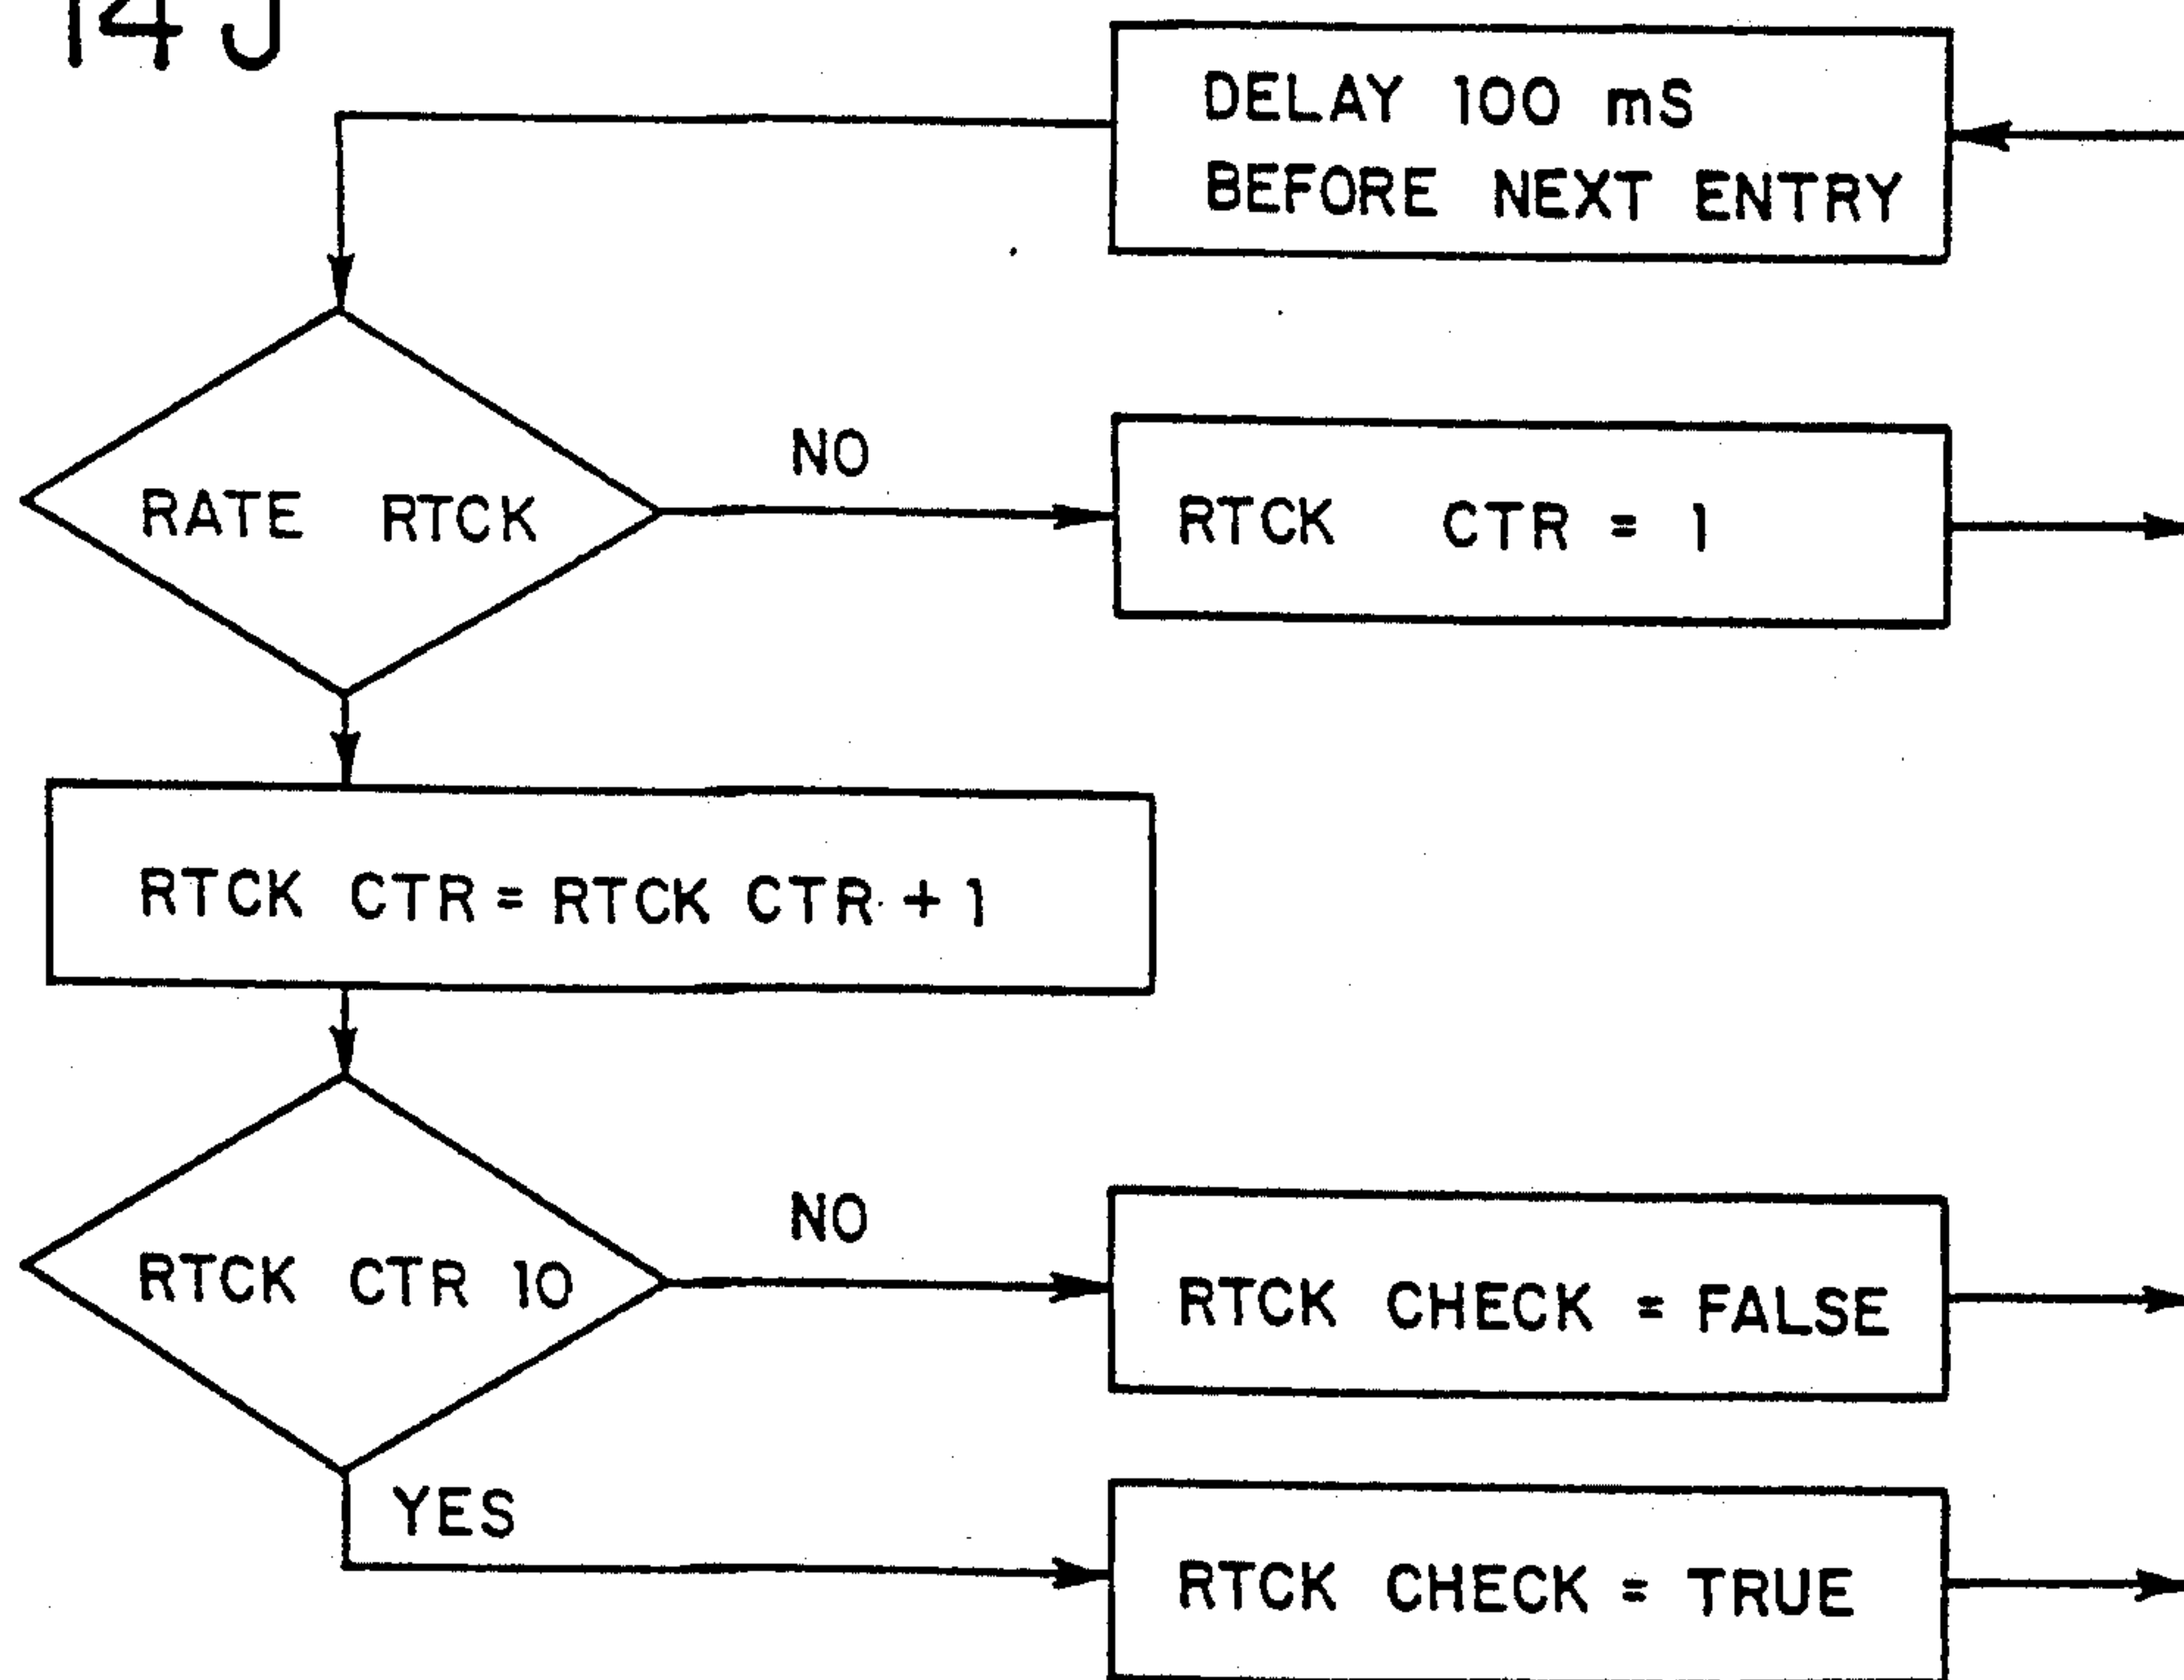 14J
DELAY 100 mS
BEFORE NEXT ENTRY
RATE RTCK
NO
RTCK CTR = 1
RTCK CTR = RTCK CTR + 1
RTCK CTR 10
NO
RTCK CHECK = FALSE
YES
RTCK CHECK = TRUE